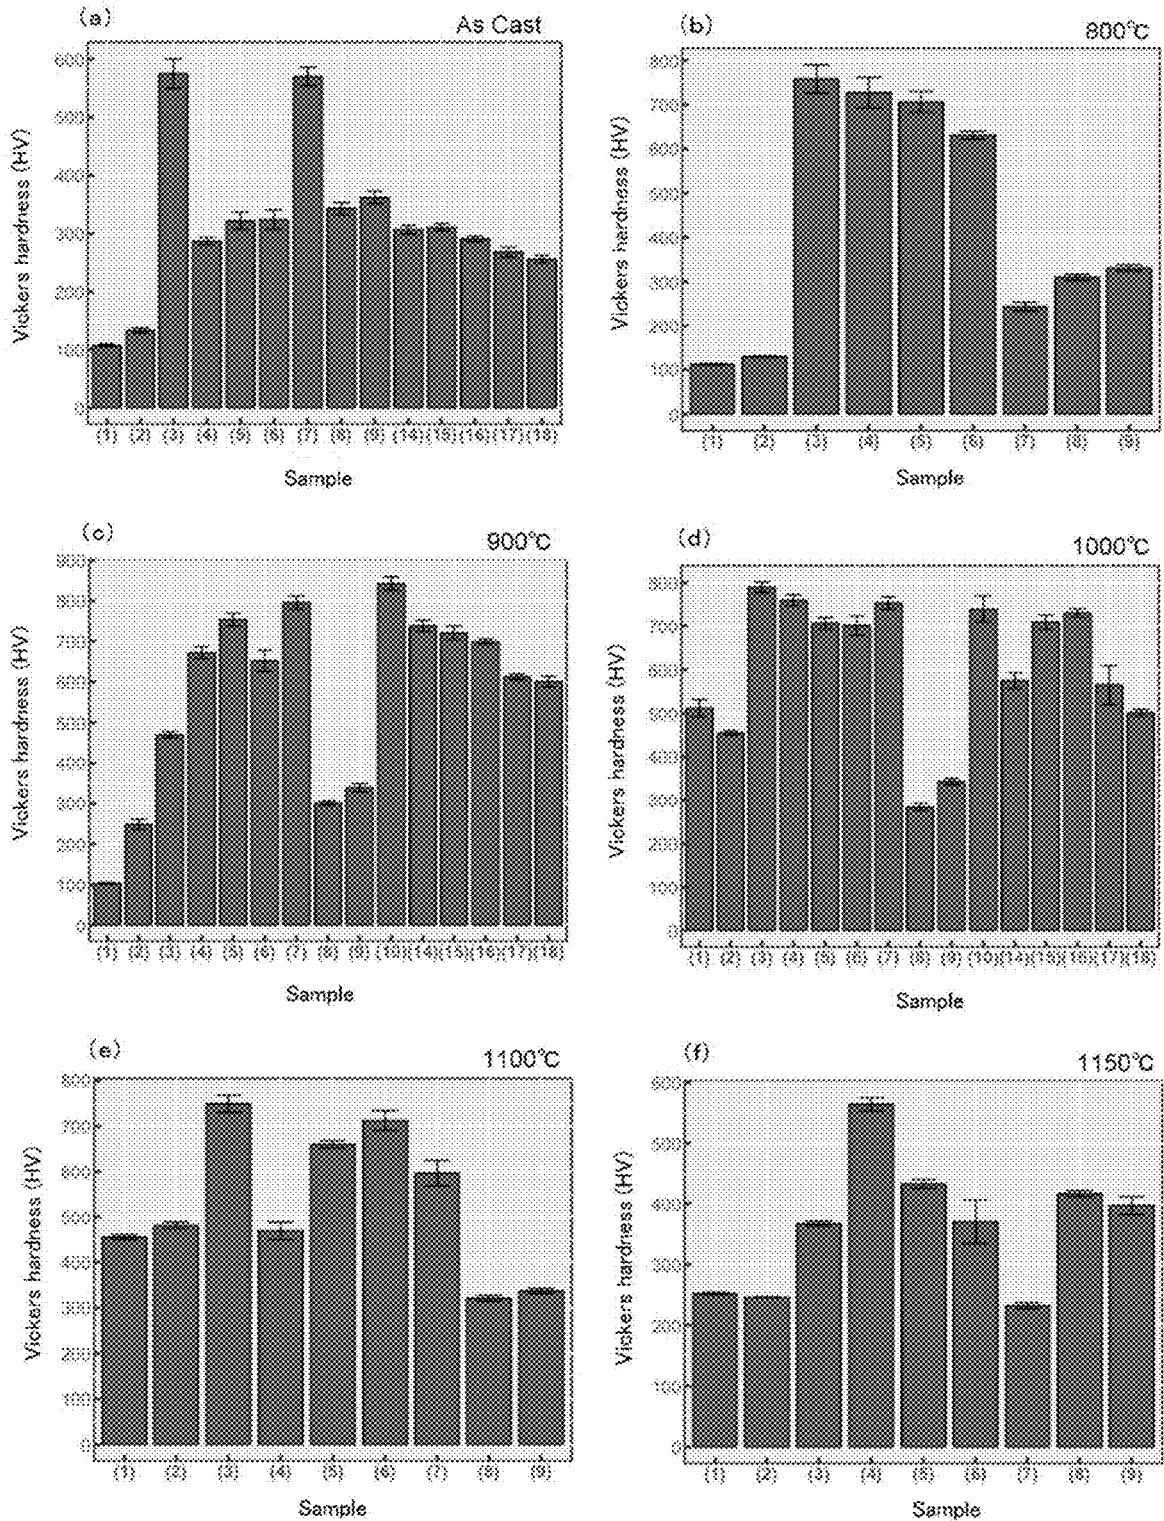 (a)
As Cast
Vickers hardness (HV)
600
500
400
300
200
100
0
(1) (2) (3) (4) (5) (6) (7) (8) (9) (14) (15) (16) (17) (18)
Sample
(b)
800℃
Vickers hardness (HV)
800
700
600
500
400
300
200
100
0
(1) (2) (3) (4) (5) (6) (7) (8) (9)
Sample
(c)
900℃
Vickers hardness (HV)
900
800
700
600
500
400
300
200
100
0
(1) (2) (3) (4) (5) (6) (7) (8) (9) (10) (14) (15) (16) (17) (18)
Sample
(d)
1000℃
Vickers hardness (HV)
800
700
600
500
400
300
200
100
0
(1) (2) (3) (4) (5) (6) (7) (8) (9) (10) (14) (15) (16) (17) (18)
Sample
(e)
1100℃
Vickers hardness (HV)
800
700
600
500
400
300
200
100
0
(1) (2) (3) (4) (5) (6) (7) (8) (9)
Sample
(f)
1150℃
Vickers hardness (HV)
600
500
400
300
200
100
0
(1) (2) (3) (4) (5) (6) (7) (8) (9)
Sample